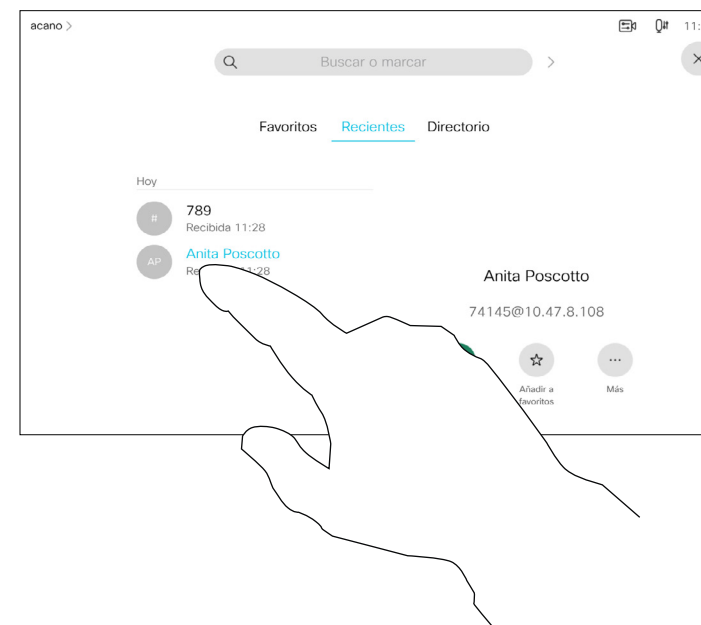 acano >
11:
Buscar o marcar
Favoritos Recientes Directorio
Hoy
#
789
Recibida 11:28
AP
Anita Poscotto
Re 11:28
Anita Poscotto
74145@10.47.8.108
Añadir a
favoritos
Más